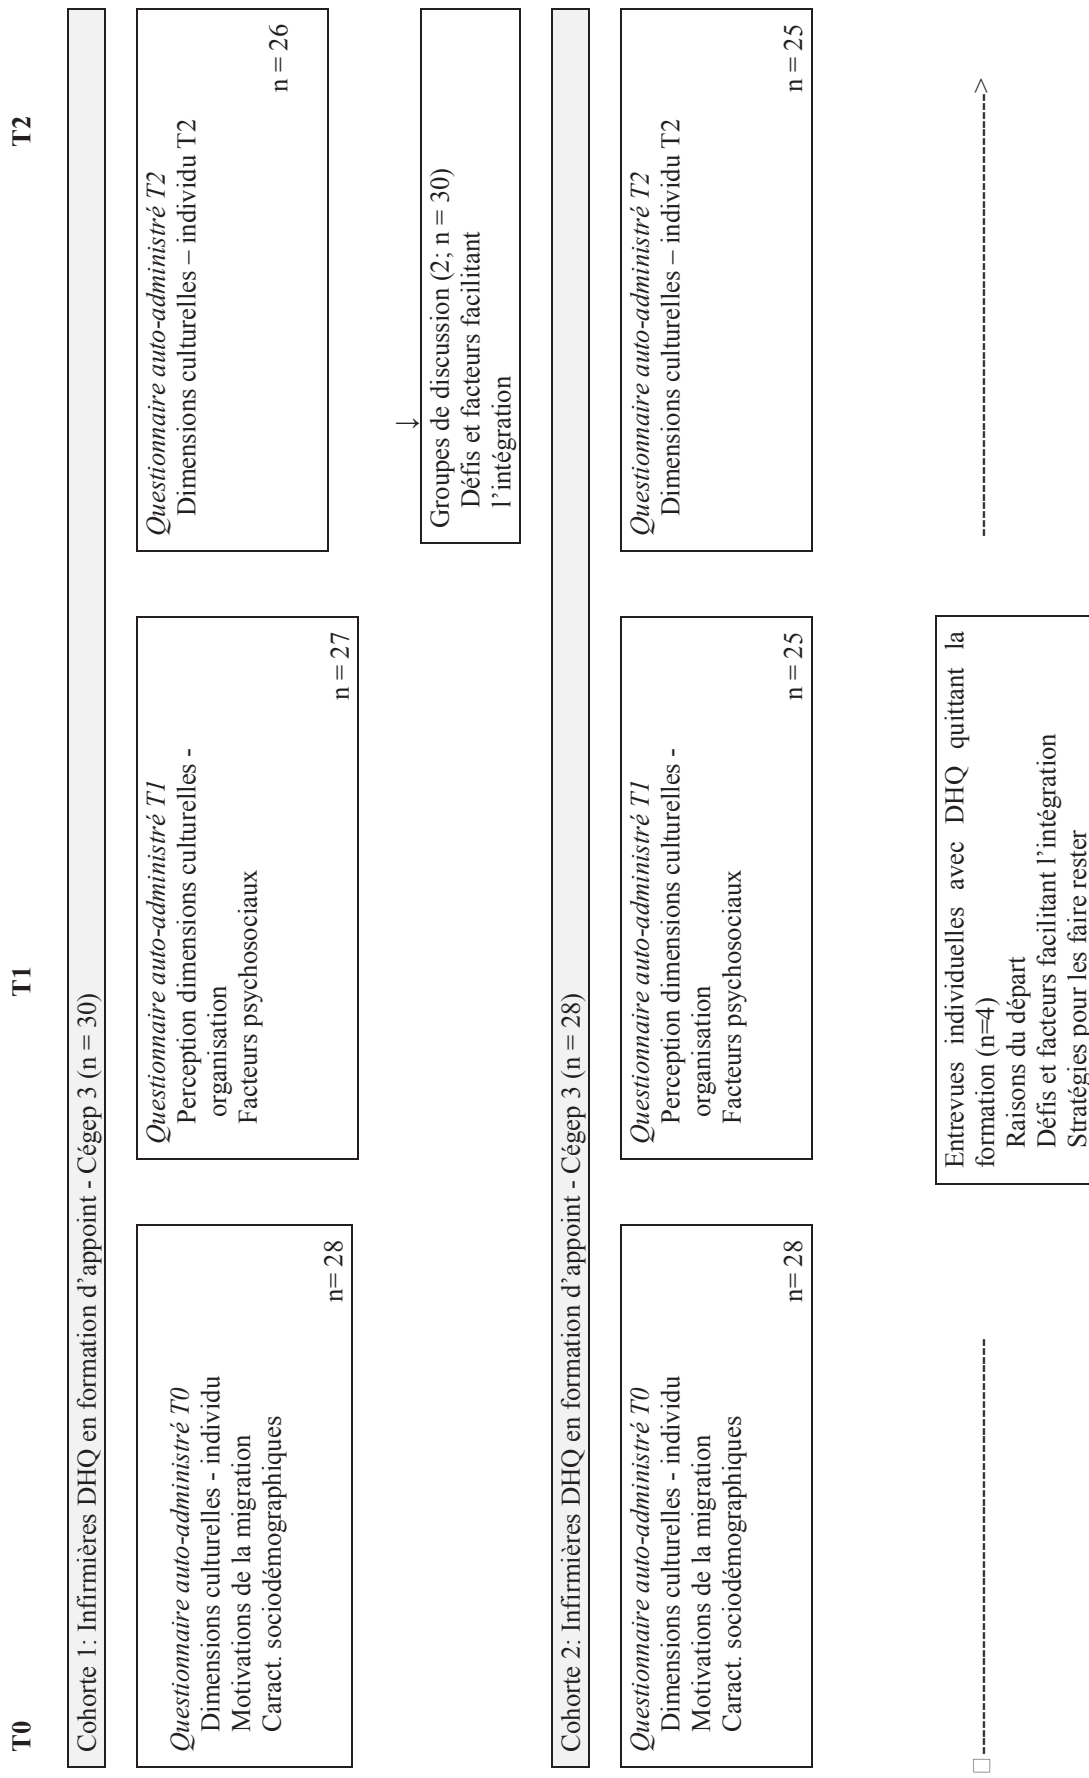 T0
T1
T2
Cohorte 1: Infirmières DHQ en formation d'appoint - Cégep 3 (n = 30)
Questionnaire auto-administré T0
Dimensions culturelles - individu
Motivations de la migration
Caract. sociodémographiques
n= 28
Questionnaire auto-administré T1
Perception dimensions culturelles -
organisation
Facteurs psychosociaux
n = 27
Questionnaire auto-administré T2
Dimensions culturelles – individu T2
n = 26
↓
Groupes de discussion (2; n = 30)
Défis et facteurs facilitant
l'intégration
Cohorte 2: Infirmières DHQ en formation d'appoint - Cégep 3 (n = 28)
Questionnaire auto-administré T0
Dimensions culturelles - individu
Motivations de la migration
Caract. sociodémographiques
n= 28
Questionnaire auto-administré T1
Perception dimensions culturelles -
organisation
Facteurs psychosociaux
n = 25
Questionnaire auto-administré T2
Dimensions culturelles – individu T2
n = 25
Entrevues individuelles avec DHQ quittant la
formation (n=4)
Raisons du départ
Défis et facteurs facilitant l'intégration
Stratégies pour les faire rester